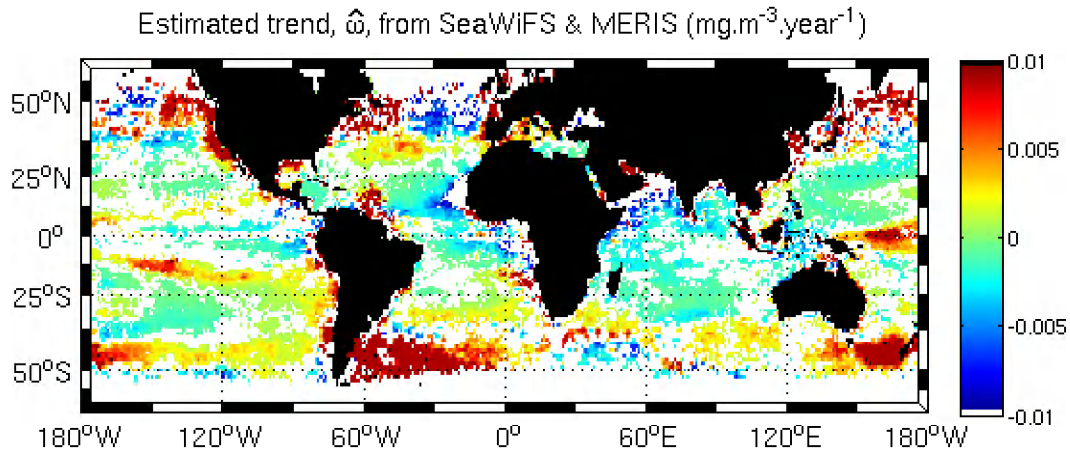 Estimated trend, ω̂, from SeaWiFS & MERIS (mg.m⁻³.year⁻¹)
50°N
25°N
0°
25°S
50°S
180°W 120°W 60°W 0° 60°E 120°E 180°W
0.01
0.005
0
-0.005
-0.01